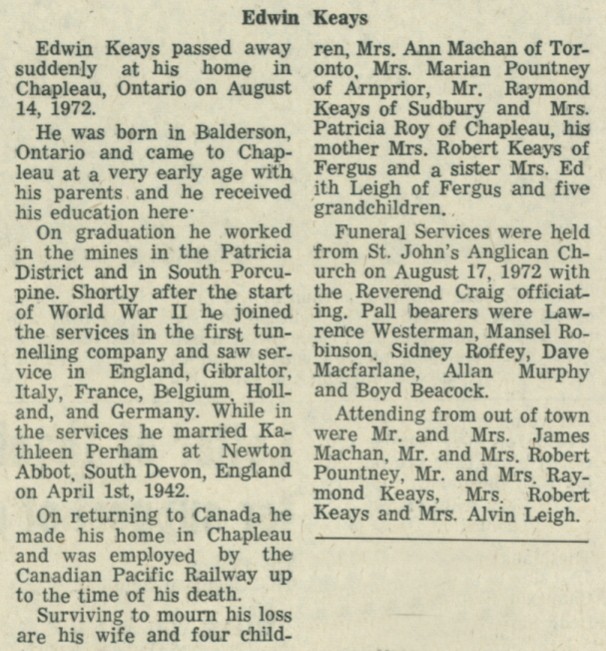 Edwin Keays
Edwin Keays passed away
suddenly at his home in
Chapleau, Ontario on August
14, 1972.
He was born in Balderson,
Ontario and came to Chap-
leau at a very early age with
his parents and he received
his education here·
On graduation he worked
in the mines in the Patricia
District and in South Porcu-
pine. Shortly after the start
of World War II he joined
the services in the first tun-
nelling company and saw ser-
vice in England, Gibraltor,
Italy, France, Belgium, Holl-
and, and Germany. While in
the services he married Ka-
thleen Perham at Newton
Abbot, South Devon, England
on April 1st, 1942.
On returning to Canada he
made his home in Chapleau
and was employed by the
Canadian Pacific Railway up
to the time of his death.
Surviving to mourn his loss
are his wife and four child-
ren, Mrs. Ann Machan of Tor-
onto, Mrs. Marian Pountney
of Arnprior, Mr. Raymond
Keays of Sudbury and Mrs.
Patricia Roy of Chapleau, his
mother Mrs. Robert Keays of
Fergus and a sister Mrs. Ed
ith Leigh of Fergus and five
grandchildren.
Funeral Services were held
from St. John's Anglican Ch-
urch on August 17, 1972 with
the Reverend Craig officiat-
ing. Pall bearers were Law-
rence Westerman, Mansel Ro-
binson, Sidney Roffey, Dave
Macfarlane, Allan Murphy
and Boyd Beacock.
Attending from out of town
were Mr. and Mrs. James
Machan, Mr. and Mrs. Robert
Pountney, Mr. and Mrs. Ray-
mond Keays, Mrs. Robert
Keays and Mrs. Alvin Leigh.